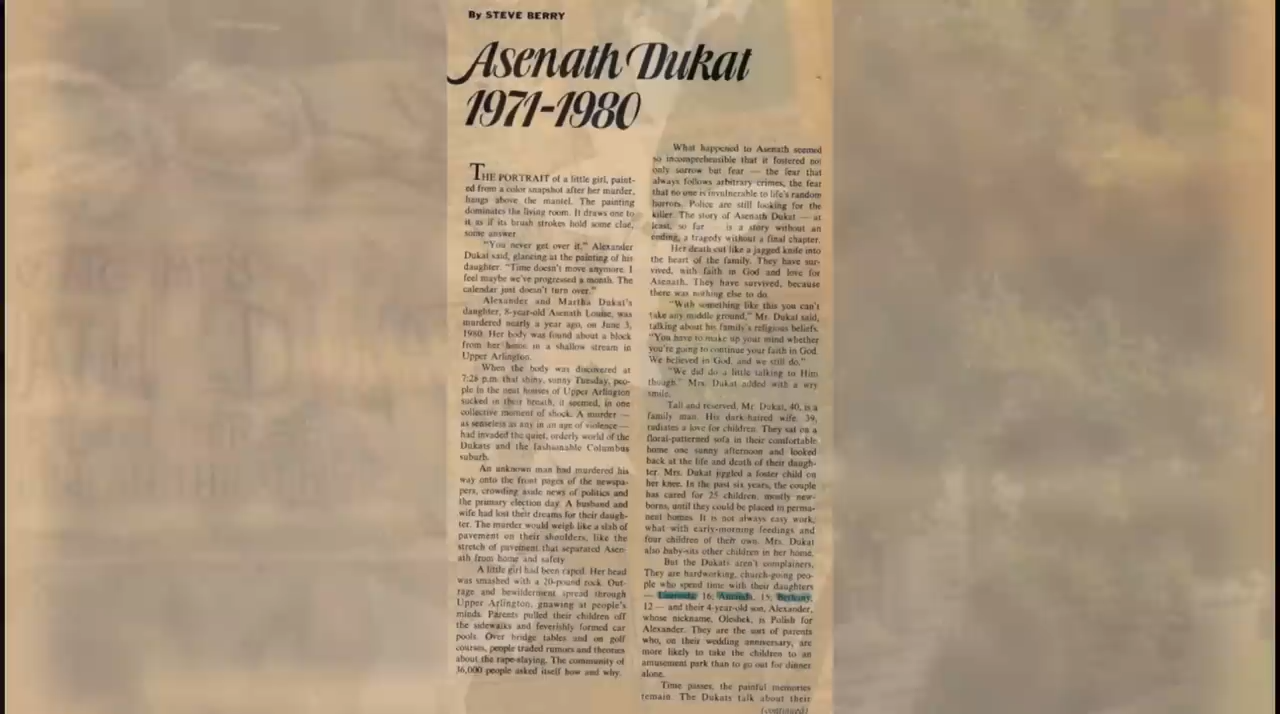 By STEVE BERRY
Asenath Dukat
1971-1980
THE PORTRAIT of a little girl, paint-
ed from a color snapshot after her murder,
hangs above the mantel. The painting
dominates the living room. It draws one to
it as if its brush strokes hold some clue,
some answer.
"You never get over it," Alexander
Dukat said, glancing at the painting of his
daughter. "Time doesn't move anymore. I
feel maybe we've progressed a month. The
calendar just doesn't turn over."
Alexander and Martha Dukat's
daughter, 8-year-old Asenath Louise, was
murdered nearly a year ago, on June 3,
1980. Her body was found about a block
from her home in a shallow stream in
Upper Arlington.
When the body was discovered at
7:28 p.m. that shiny, sunny Tuesday, peo-
ple in the neat houses of Upper Arlington
sucked in their breath, it seemed, in one
collective moment of shock. A murder —
as senseless as any in an age of violence —
had invaded the quiet, orderly world of the
Dukats and the fashionable Columbus
suburb.
An unknown man had murdered his
way onto the front pages of the newspa-
pers, crowding aside news of politics and
the primary election day. A husband and
wife had lost their dreams for their daugh-
ter. The murder would weigh like a slab of
pavement on their shoulders, like the
stretch of pavement that separated Asen-
ath from home and safety
A little girl had been raped. Her head
was smashed with a 20-pound rock. Out-
rage and bewilderment spread through
Upper Arlington, gnawing at people's
minds. Parents pulled their children off
the sidewalks and feverishly formed car
pools. Over bridge tables and on golf
courses, people traded rumors and theories
about the rape-slaying. The community of
36,000 people asked itself how and why.
What happened to Asenath seemed
so incomprehensible that it fostered not
only sorrow but fear — the fear that
always follows arbitrary crimes, the fear
that no one is invulnerable to life's random
horrors. Police are still looking for the
killer. The story of Asenath Dukat — at
least, so far is a story without an
ending, a tragedy without a final chapter.
Her death cut like a jagged knife into
the heart of the family. They have sur-
vived, with faith in God and love for
Asenath. They have survived, because
there was nothing else to do.
"With something like this you can't
take any middle ground," Mr. Dukat said,
talking about his family's religious beliefs.
"You have to make up your mind whether
you're going to continue your faith in God.
We believed in God, and we still do."
"We did do a little talking to Him
though." Mrs. Dukat added with a wry
smile.
Tall and reserved, Mr. Dukat, 40, is a
family man. His dark-haired wife, 39,
radiates a love for children. They sat on a
floral-patterned sofa in their comfortable
home one sunny afternoon and looked
back at the life and death of their daugh-
ter. Mrs. Dukat jiggled a foster child on
her knee. In the past six years, the couple
has cared for 25 children, mostly new-
borns, until they could be placed in perma-
nent homes. It is not always easy work,
what with early-morning feedings and
four children of their own. Mrs. Dukat
also baby-sits other children in her home.
But the Dukats aren't complainers.
They are hardworking, church-going peo-
ple who spend time with their daughters
— 16; 15; Bethany,
12 — and their 4-year-old son, Alexander,
whose nickname, Oleshek, is Polish for
Alexander. They are the sort of parents
who, on their wedding anniversary, are
more likely to take the children to an
amusement park than to go out for dinner
alone.
Time passes, the painful memories
remain. The Dukats talk about their
(continued)